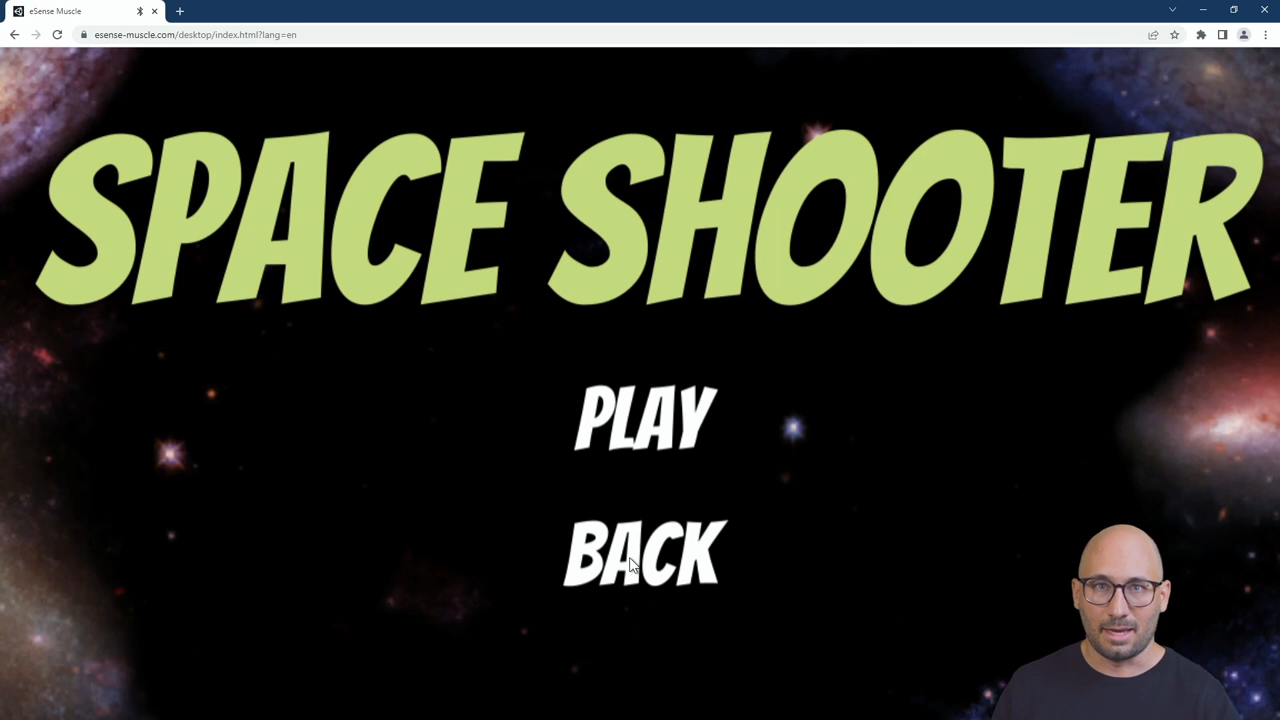 eSense Muscle
esense-muscle.com/desktop/index.html?lang=en
SPACE SHOOTER
PLAY
BACK